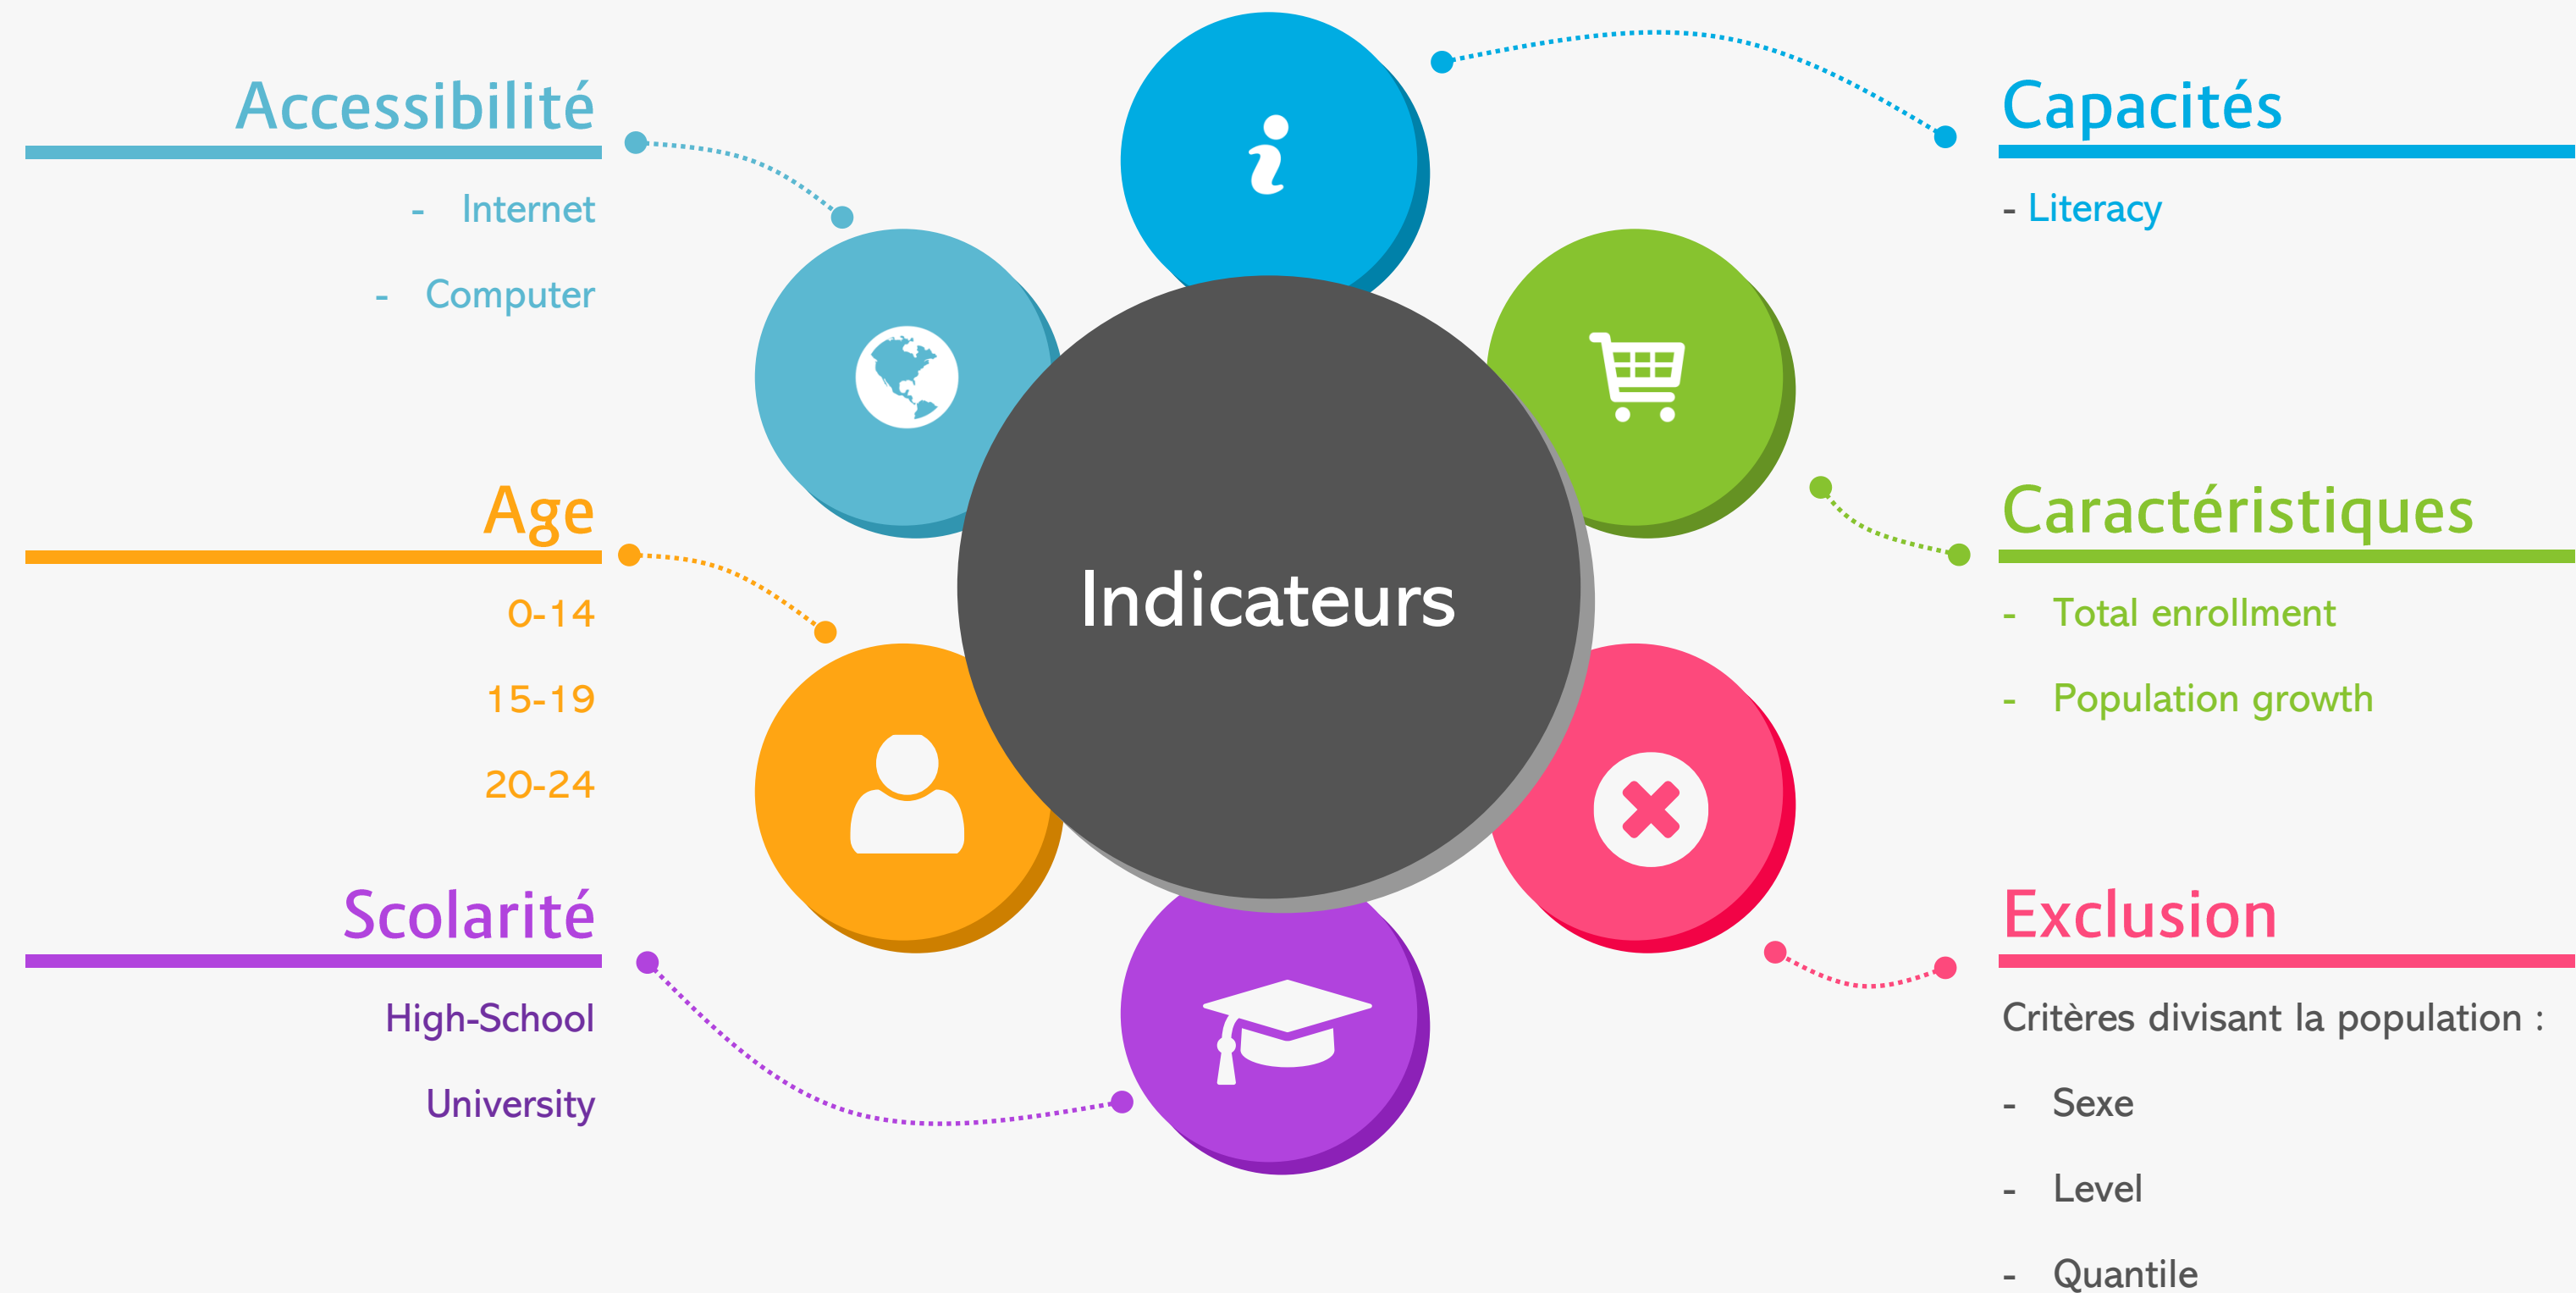 Accessibilité
- Internet
- Computer
Age
0-14
15-19
20-24
Scolarité
High-School
University
Indicateurs
Capacités
- Literacy
Caractéristiques
- Total enrollment
- Population growth
Exclusion
Critères divisant la population :
- Sexe
- Level
- Quantile